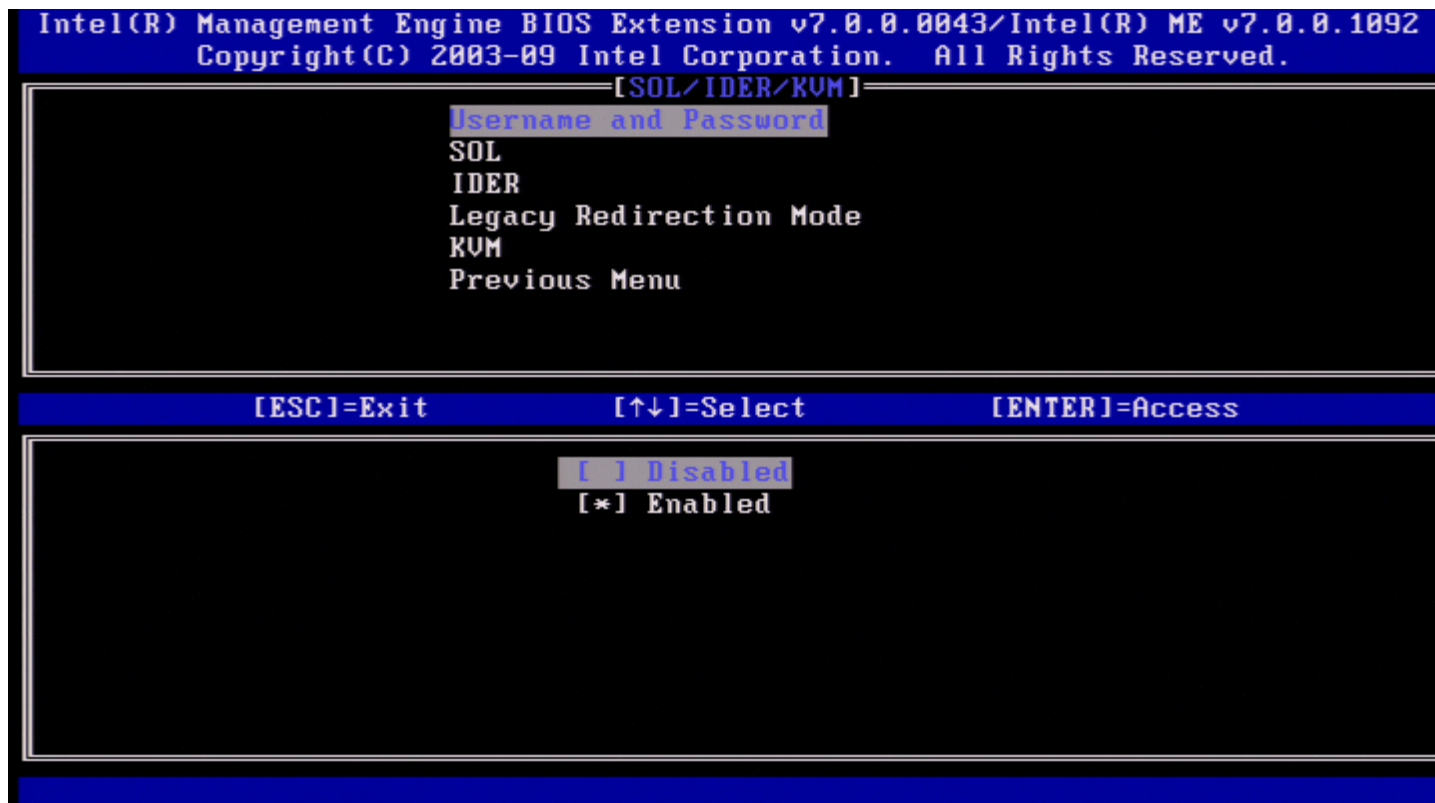 Intel(R) Management Engine BIOS Extension v7.0.0.0043/Intel(R) ME v7.0.0.1092
Copyright(C) 2003-09 Intel Corporation. All Rights Reserved.
[SOL/IDER/KVM]
Username and Password
SOL
IDER
Legacy Redirection Mode
KVM
Previous Menu
[ESC]=Exit [↑↓]=Select [ENTER]=Access
[ ] Disabled
[*] Enabled